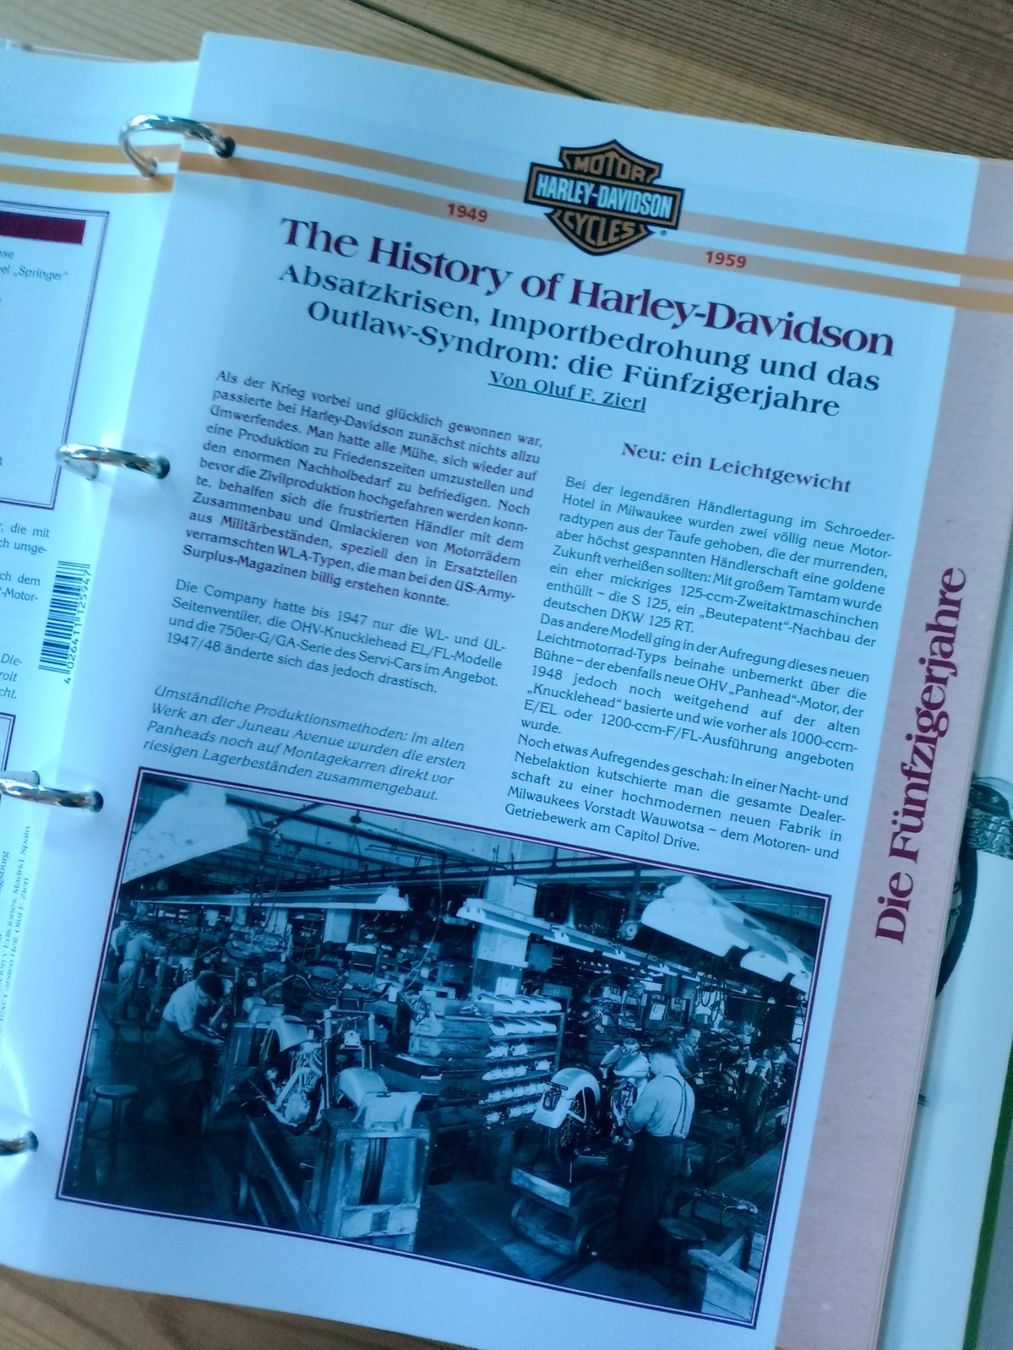 MOTOR
HARLEY-DAVIDSON
CYCLES
1949
1959
The History of Harley-Davidson
Absatzkrisen, Importbedrohung und das
Outlaw-Syndrom: die Fünfzigerjahre
Von Oluf F. Zierl
Als der Krieg vorbei und glücklich gewonnen war,
passierte bei Harley-Davidson zunächst nichts allzu
Umwerfendes. Man hatte alle Mühe, sich wieder auf
eine Produktion zu Friedenszeiten umzustellen und
den enormen Nachholbedarf zu befriedigen. Noch
bevor die Zivilproduktion hochgefahren werden konn-
te, behalfen sich die frustrierten Händler mit dem
Zusammenbau und Umlackieren von Motorrädern
aus Militärbeständen, speziell den in Ersatzteilen
verramschten WLA-Typen, die man bei den US-Army-
Surplus-Magazinen billig erstehen konnte.
Die Company hatte bis 1947 nur die WL- und UL-
Seitenventiler, die OHV-Knucklehead EL/FL-Modelle
und die 750er-G/GA-Serie des Servi-Cars im Angebot.
1947/48 änderte sich das jedoch drastisch.
Umständliche Produktionsmethoden: Im alten
Werk an der Juneau Avenue wurden die ersten
Panheads noch auf Montagekarren direkt vor
riesigen Lagerbeständen zusammengebaut.
Neu: ein Leichtgewicht
Bei der legendären Händlertagung im Schroeder-
Hotel in Milwaukee wurden zwei völlig neue Motor-
radtypen aus der Taufe gehoben, die der murrenden,
aber höchst gespannten Händlerschaft eine goldene
Zukunft verheißen sollten: Mit großem Tamtam wurde
ein eher mickriges 125-ccm-Zweitaktmaschinchen
enthüllt – die S 125, ein „Beutepatent“-Nachbau der
deutschen DKW 125 RT.
Das andere Modell ging in der Aufregung dieses neuen
Leichtmotorrad-Typs beinahe unbemerkt über die
Bühne – der ebenfalls neue OHV „Panhead“-Motor, der
1948 jedoch noch weitgehend auf der alten
„Knucklehead“ basierte und wie vorher als 1000-ccm-
E/EL oder 1200-ccm-F/FL-Ausführung angeboten
wurde.
Noch etwas Aufregendes geschah: In einer Nacht- und
Nebelaktion kutschierte man die gesamte Dealer-
schaft zu einer hochmodernen neuen Fabrik in
Milwaukees Vorstadt Wauwotsa – dem Motoren- und
Getriebewerk am Capitol Drive.
Die Fünfzigerjahre
„Springer“
, die mit
ch umge-
ch dem
-Motor-
4 026411 123942